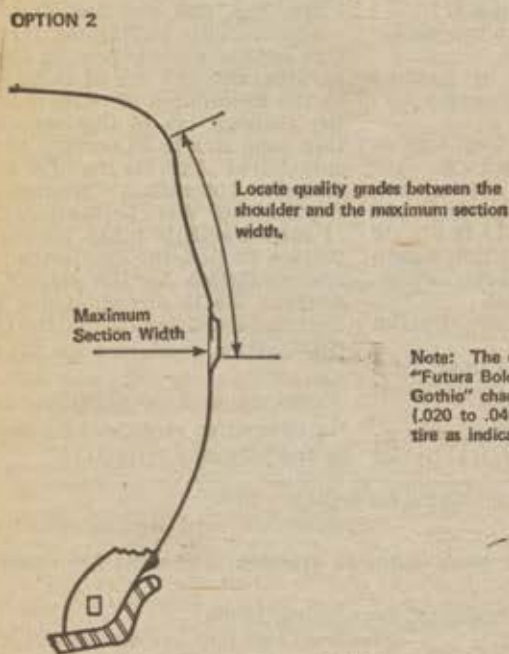 OPTION 2
Locate quality grades between the
shoulder and the maximum section
width.
Maximum
Section Width
Note: The
"Futura Bol
Gothic" cha
(.020 to .04
tire as indica